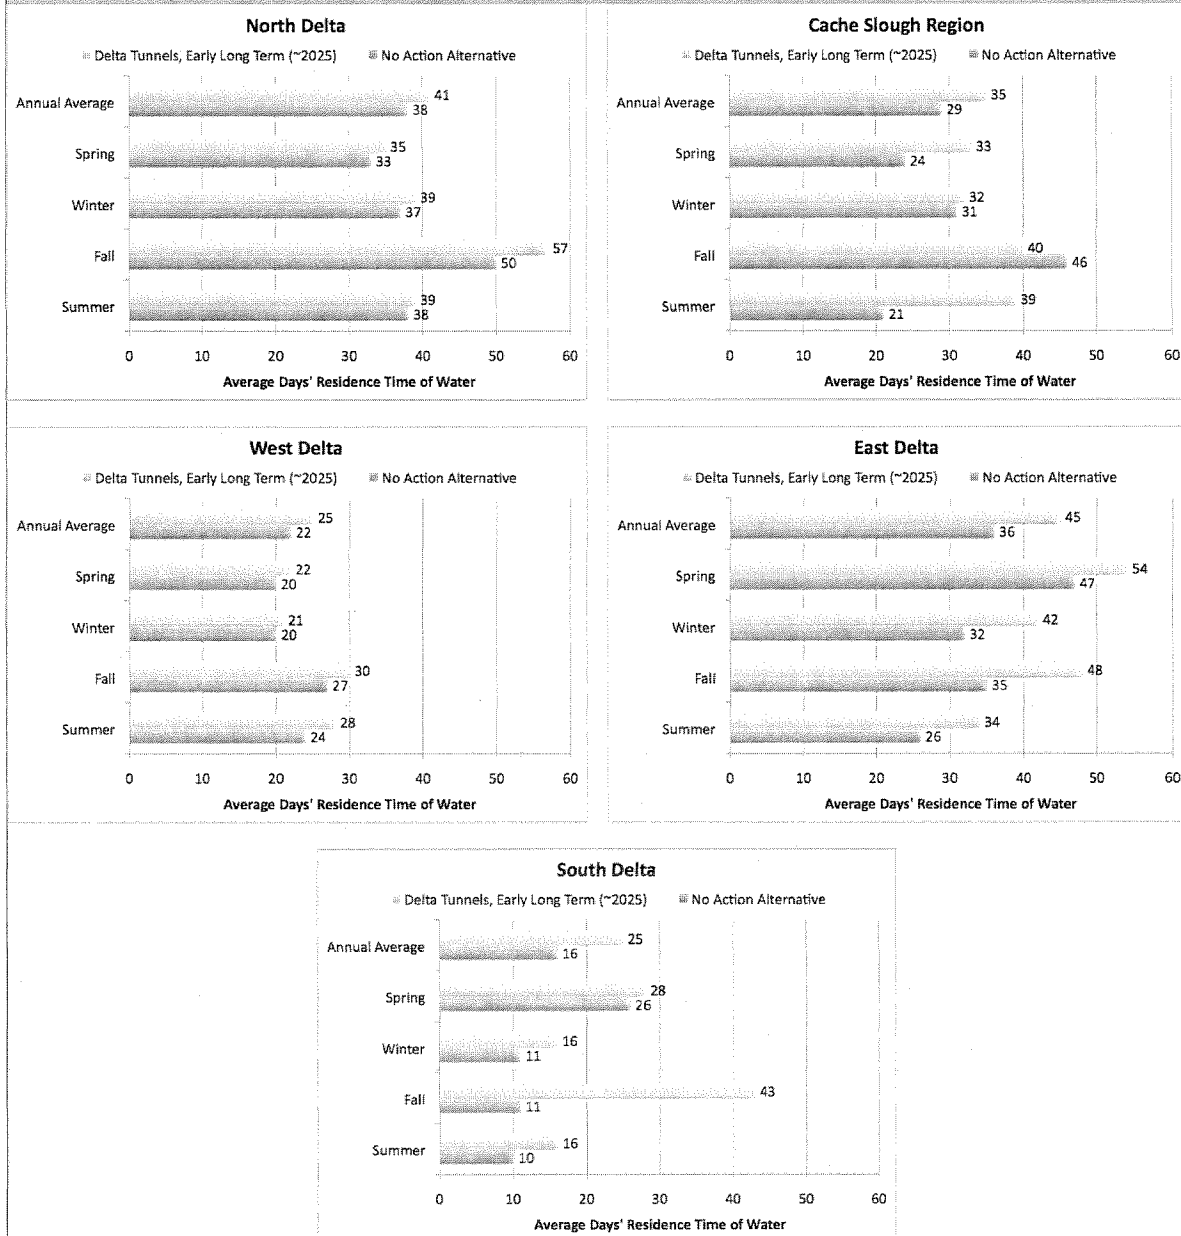 North Delta
Delta Tunnels, Early Long Term (~2025) No Action Alternative
Annual Average
41
38
Spring
35
33
Winter
39
37
Fall
57
50
Summer
39
38
0 10 20 30 40 50 60
Average Days' Residence Time of Water
Cache Slough Region
Delta Tunnels, Early Long Term (~2025) No Action Alternative
Annual Average
35
29
Spring
33
24
Winter
32
31
Fall
40
46
Summer
39
21
0 10 20 30 40 50 60
Average Days' Residence Time of Water
West Delta
Delta Tunnels, Early Long Term (~2025) No Action Alternative
Annual Average
25
22
Spring
22
20
Winter
21
20
Fall
30
27
Summer
28
24
0 10 20 30 40 50 60
Average Days' Residence Time of Water
East Delta
Delta Tunnels, Early Long Term (~2025) No Action Alternative
Annual Average
45
36
Spring
54
47
Winter
42
32
Fall
48
35
Summer
34
26
0 10 20 30 40 50 60
Average Days' Residence Time of Water
South Delta
Delta Tunnels, Early Long Term (~2025) No Action Alternative
Annual Average
25
16
Spring
28
26
Winter
16
11
Fall
43
11
Summer
16
10
0 10 20 30 40 50 60
Average Days' Residence Time of Water